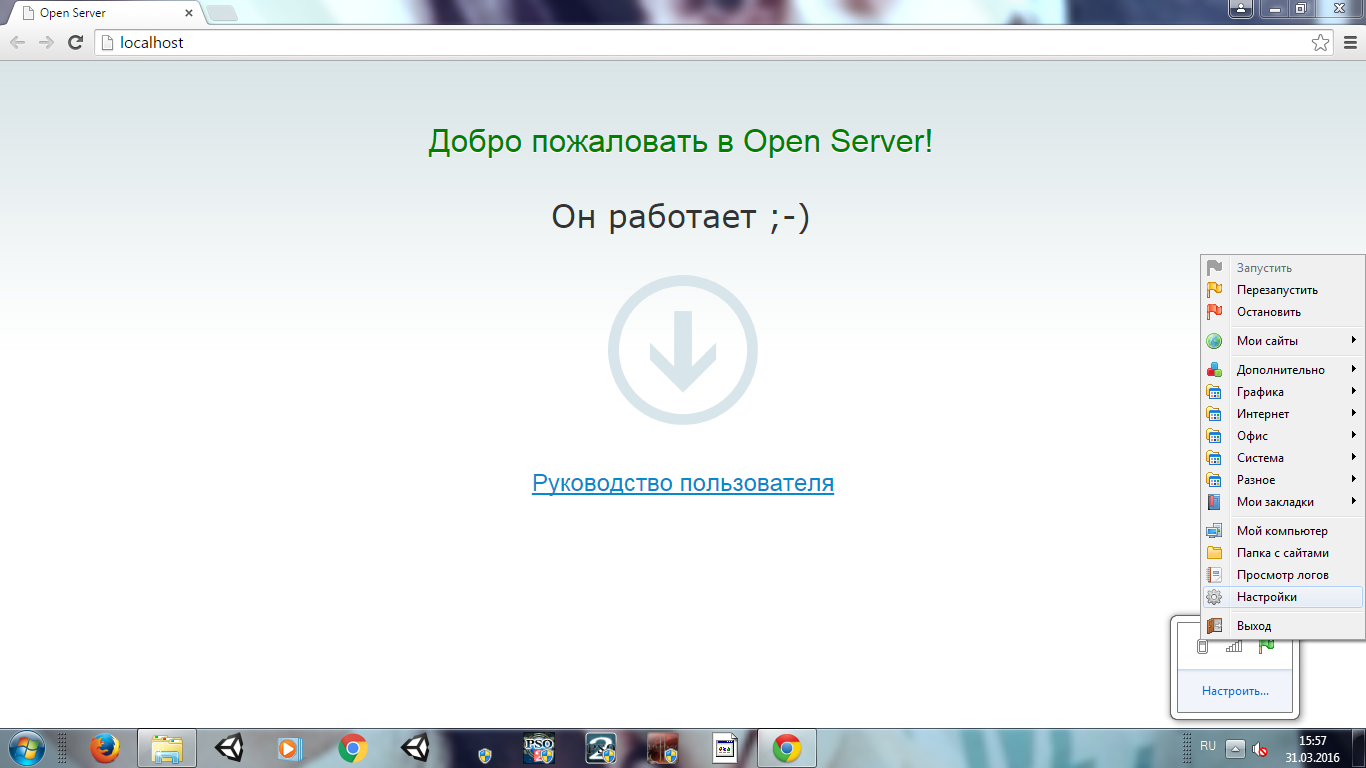 Open Server
localhost
Добро пожаловать в Open Server!
Он работает ;-)
Руководство пользователя
Запустить
Перезапустить
Остановить
Мои сайты
Дополнительно
Графика
Интернет
Офис
Система
Разное
Мои закладки
Мой компьютер
Папка с сайтами
Просмотр логов
Настройки
Выход
Настроить...
PSO
RU
15:57
31.03.2016